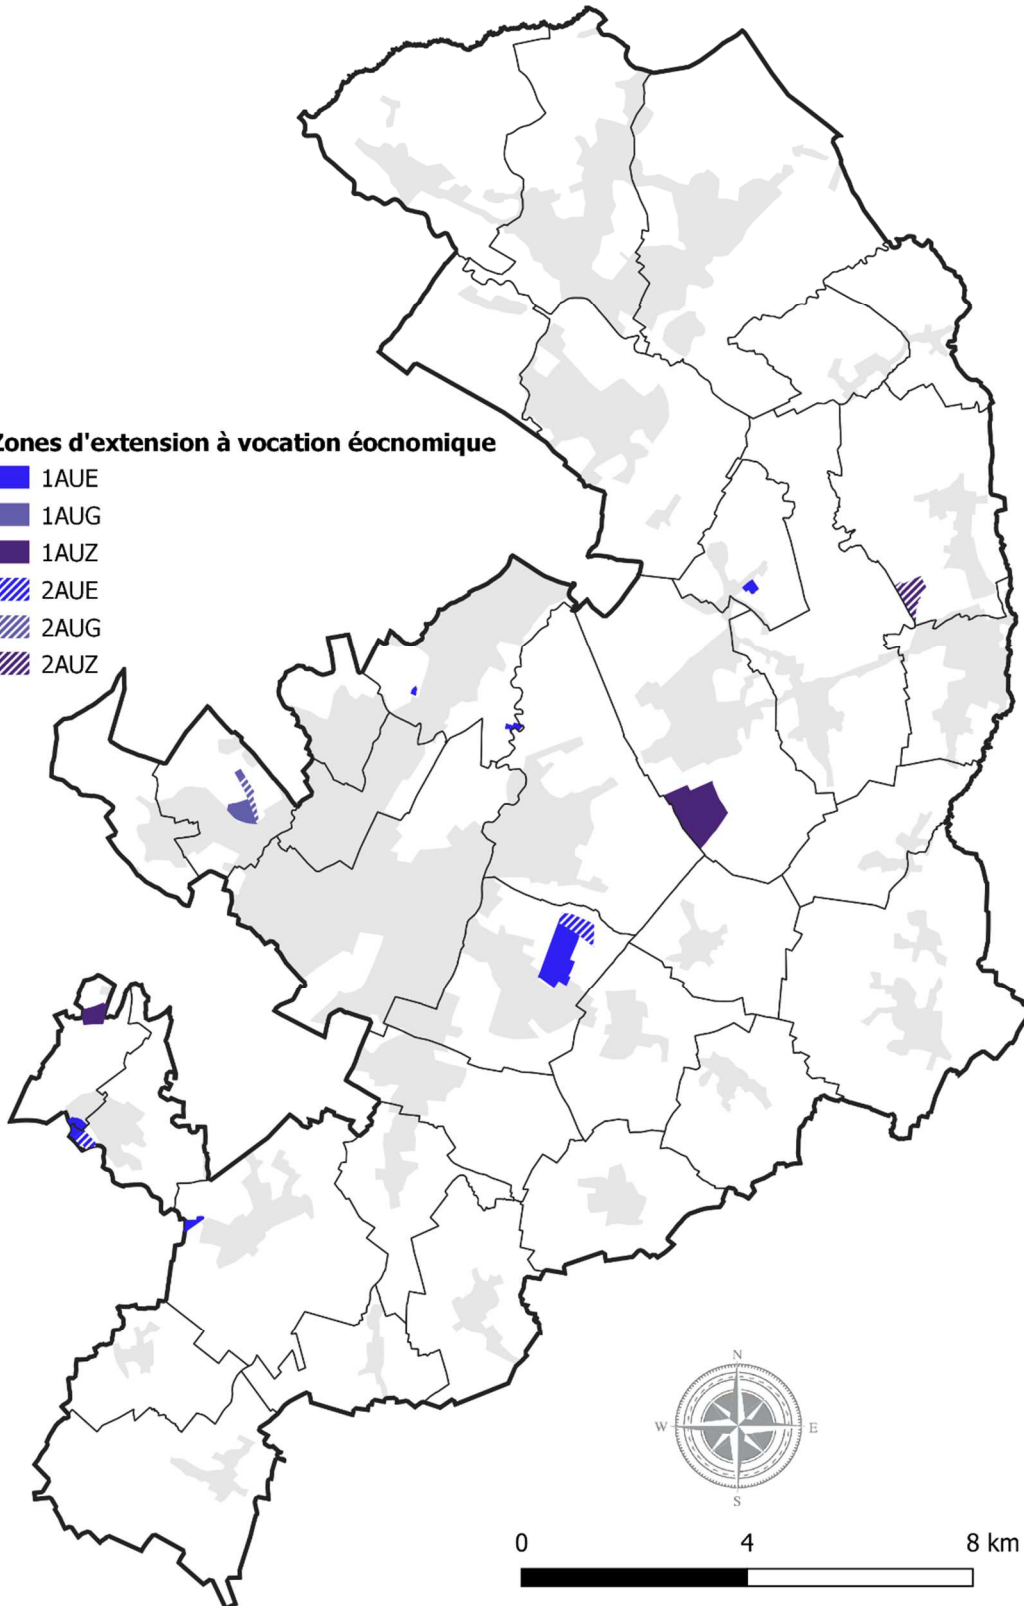 Zones d'extension à vocation éocnomique
1AUE
1AUG
1AUZ
2AUE
2AUG
2AUZ
N
W
E
S
0 4 8 km